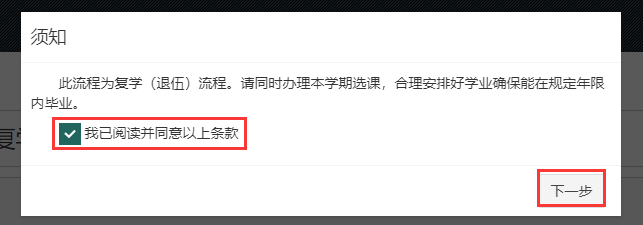 须知
此流程为复学（退伍）流程。请同时办理本学期选课，合理安排好学业确保能在规定年限
内毕业。
我已阅读并同意以上条款
下一步
复学